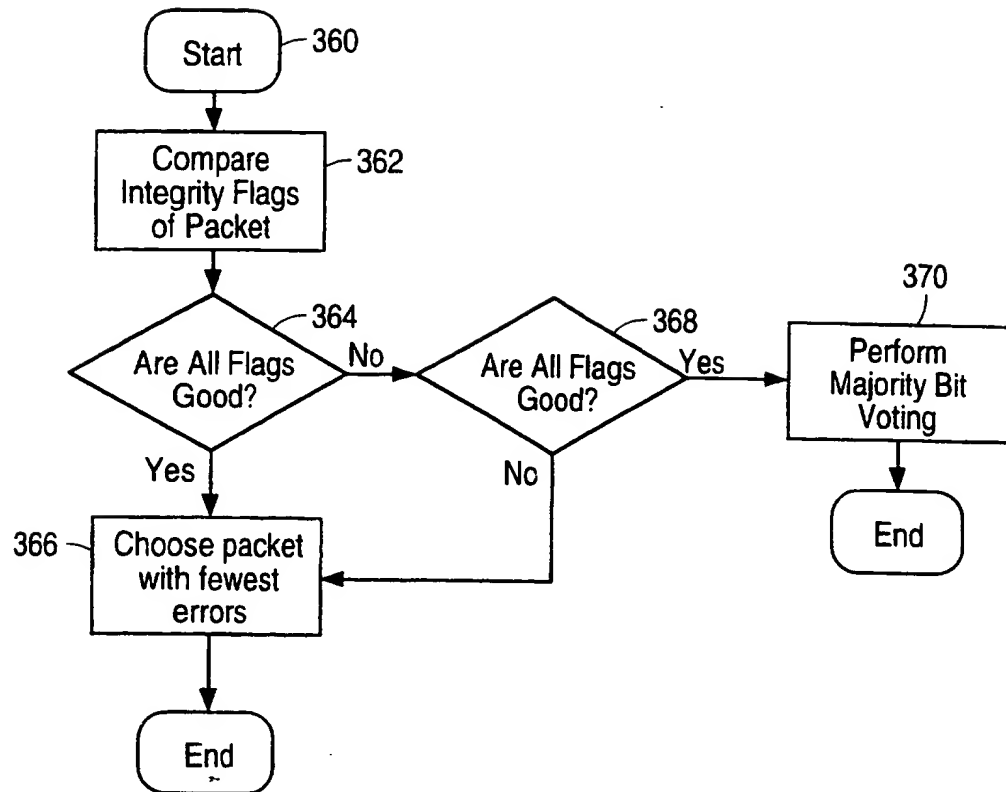 Start
360
Compare
Integrity Flags
of Packet
362
364
Are All Flags
Good?
No
Yes
368
Are All Flags
Good?
Yes
No
370
Perform
Majority Bit
Voting
End
366
Choose packet
with fewest
errors
End